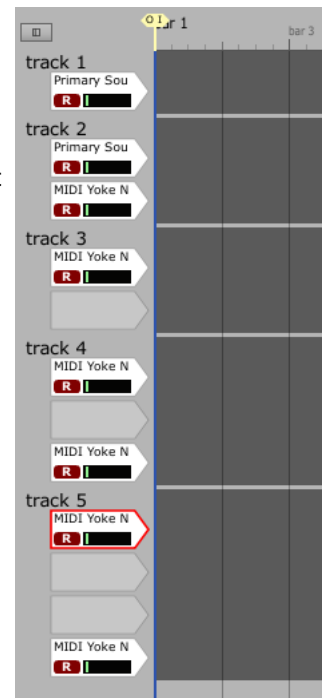 O I
bar 1
bar 3
track 1
Primary Sou
R
track 2
Primary Sou
R
MIDI Yoke N
R
track 3
MIDI Yoke N
R
track 4
MIDI Yoke N
R
MIDI Yoke N
R
track 5
MIDI Yoke N
R
MIDI Yoke N
R